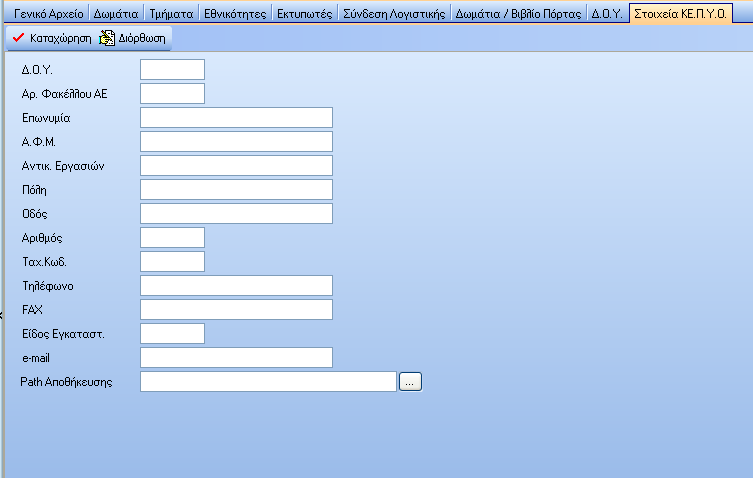 Γενικό Αρχείο Δωμάτια Τμήματα Εθνικότητες Εκτυπωτές Σύνδεση Λογιστικής Δωμάτια / Βιβλίο Πόρτας Δ.Ο.Υ. Στοιχεία ΚΕ.Π.Υ.Ο.
Καταχώρηση Διόρθωση
Δ.Ο.Υ.
Αρ. Φακέλλου ΑΕ
Επωνυμία
Α.Φ.Μ.
Αντικ. Εργασιών
Πόλη
Οδός
Αριθμός
Ταχ.Κωδ.
Τηλέφωνο
FAX
Είδος Εγκαταστ.
e-mail
Path Αποθήκευσης ...